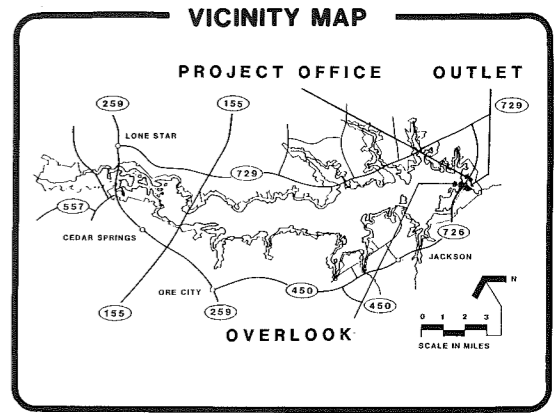 VICINITY MAP
PROJECT OFFICE
OUTLET
259
155
729
LONE STAR
729
557
CEDAR SPRINGS
726
JACKSON
N
ORE CITY
450
450
155
259
0 1 2 3
OVERLOOK
SCALE IN MILES